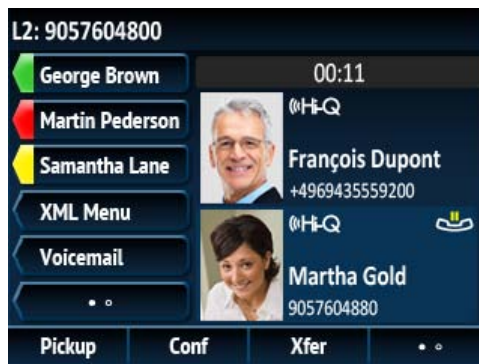 L2: 9057604800
George Brown
Martin Pederson
Samantha Lane
XML Menu
Voicemail
00:11
Hi-Q
François Dupont
+4969435559200
Hi-Q
Martha Gold
9057604880
Pickup Conf Xfer